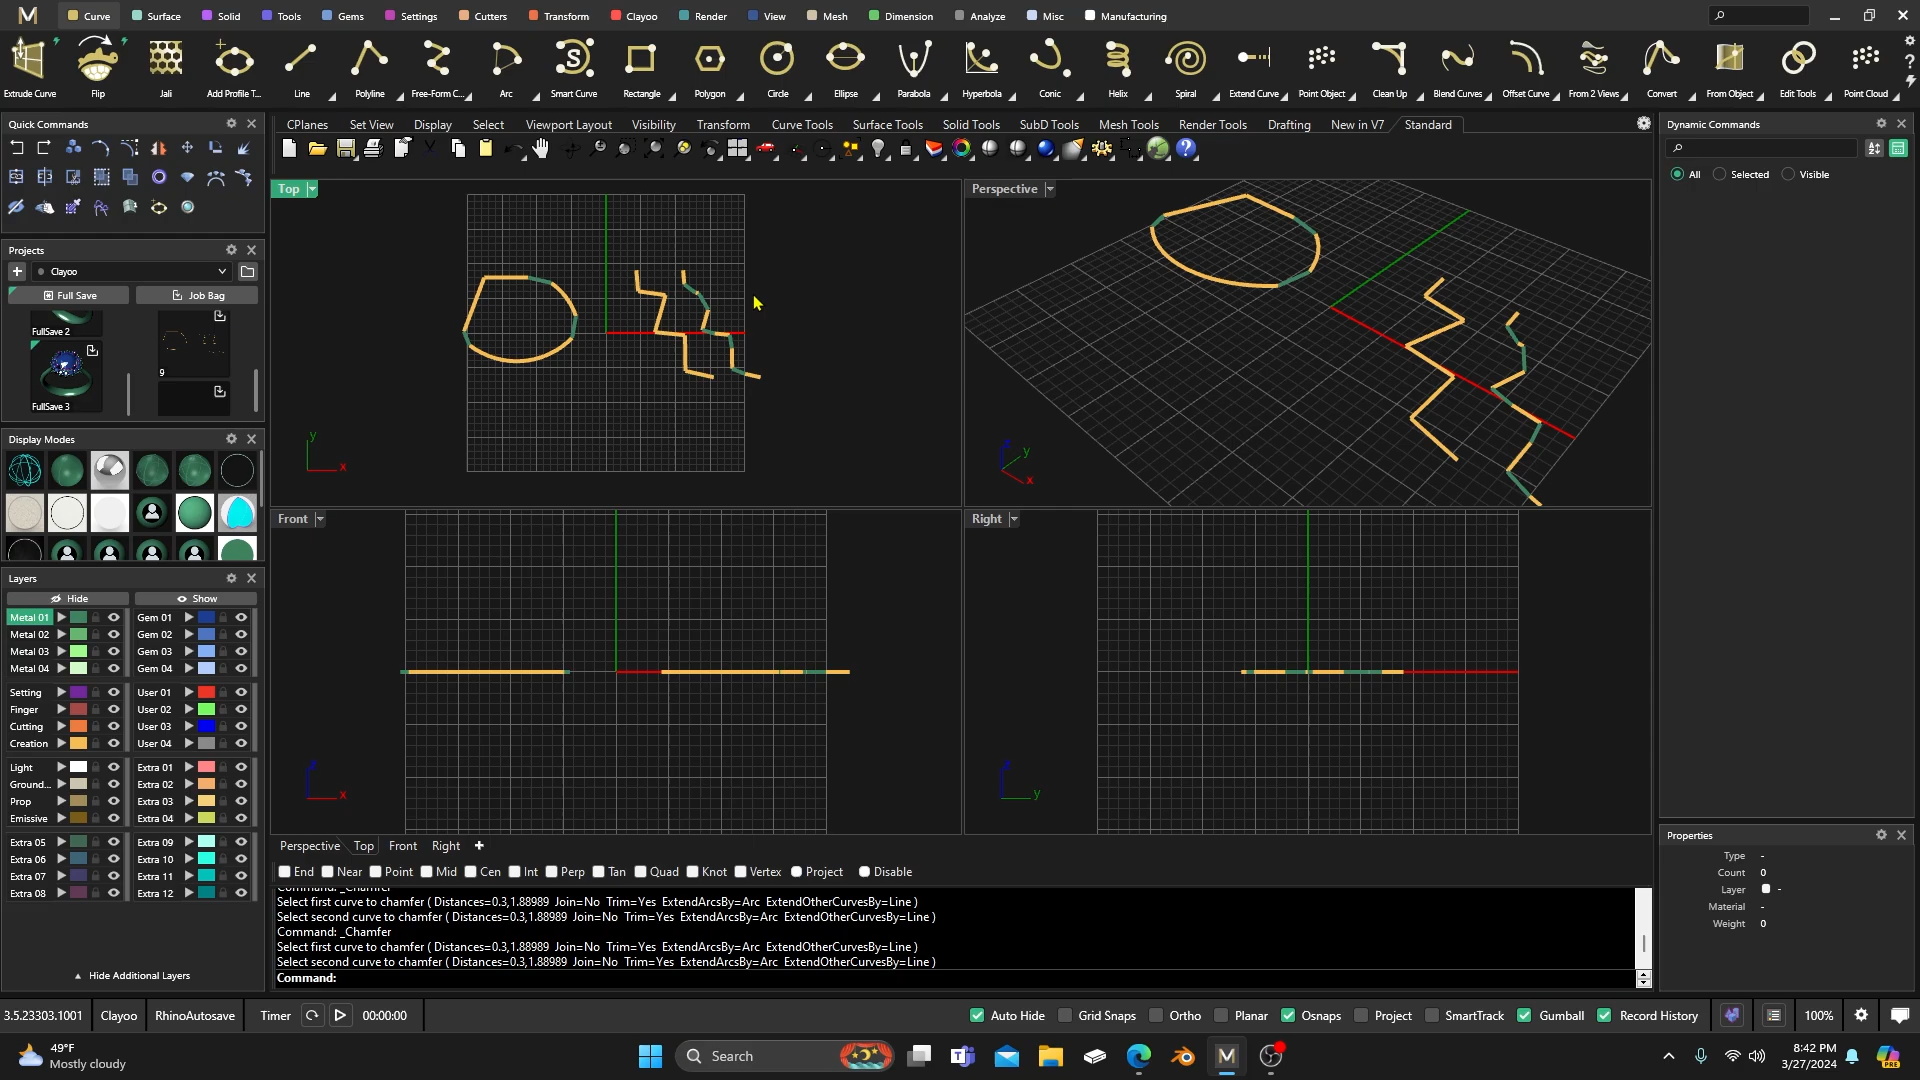 Curve Surface Solid Tools Gems Settings Cutters Transform Clayoo Render View Mesh Dimension Analyze Misc Manufacturing
Extrude Curve Flip Jali Add Profile T... Line Polyline Free-Form C... Arc Smart Curve Rectangle Polygon Circle Ellipse Parabola Hyperbola Conic Helix Spiral Extend Curve Point Object Clean Up Blend Curves Offset Curve From 2 Views Convert From Object Edit Tools Point Cloud
Quick Commands
CPlanes Set View Display Select Viewport Layout Visibility Transform Curve Tools Surface Tools Solid Tools SubD Tools Mesh Tools Render Tools Drafting New in V7 Standard
Dynamic Commands
All Selected Visible
Top
Perspective
Projects
Clayoo
Full Save Job Bag
FullSave 2
9
FullSave 3
Display Modes
y
x
y
x
Front
Right
Layers
Hide Show
Metal 01 Gem 01
Metal 02 Gem 02
Metal 03 Gem 03
Metal 04 Gem 04
Setting User 01
Finger User 02
Cutting User 03
Creation User 04
Light Extra 01
Ground... Extra 02
Prop Extra 03
Emissive Extra 04
Extra 05 Extra 09
Extra 06 Extra 10
Extra 07 Extra 11
Extra 08 Extra 12
Hide Additional Layers
x
y
Perspective Top Front Right
End Near Point Mid Cen Int Perp Tan Quad Knot Vertex Project Disable
Command: _Chamfer
Select first curve to chamfer ( Distances=0.3,1.88989 Join=No Trim=Yes ExtendArcsBy=Arc ExtendOtherCurvesBy=Line )
Select second curve to chamfer ( Distances=0.3,1.88989 Join=No Trim=Yes ExtendArcsBy=Arc ExtendOtherCurvesBy=Line )
Command: _Chamfer
Select first curve to chamfer ( Distances=0.3,1.88989 Join=No Trim=Yes ExtendArcsBy=Arc ExtendOtherCurvesBy=Line )
Select second curve to chamfer ( Distances=0.3,1.88989 Join=No Trim=Yes ExtendArcsBy=Arc ExtendOtherCurvesBy=Line )
Command:
Properties
Type -
Count 0
Layer -
Material -
Weight 0
3.5.23303.1001 Clayoo RhinoAutosave Timer 00:00:00 Auto Hide Grid Snaps Ortho Planar Osnaps Project SmartTrack Gumball Record History 100%
49°F
Mostly cloudy
Search
8:42 PM
3/27/2024
PRE